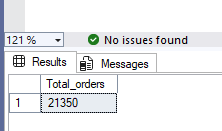 121 %
No issues found
Results
Messages
Total_orders
1
21350